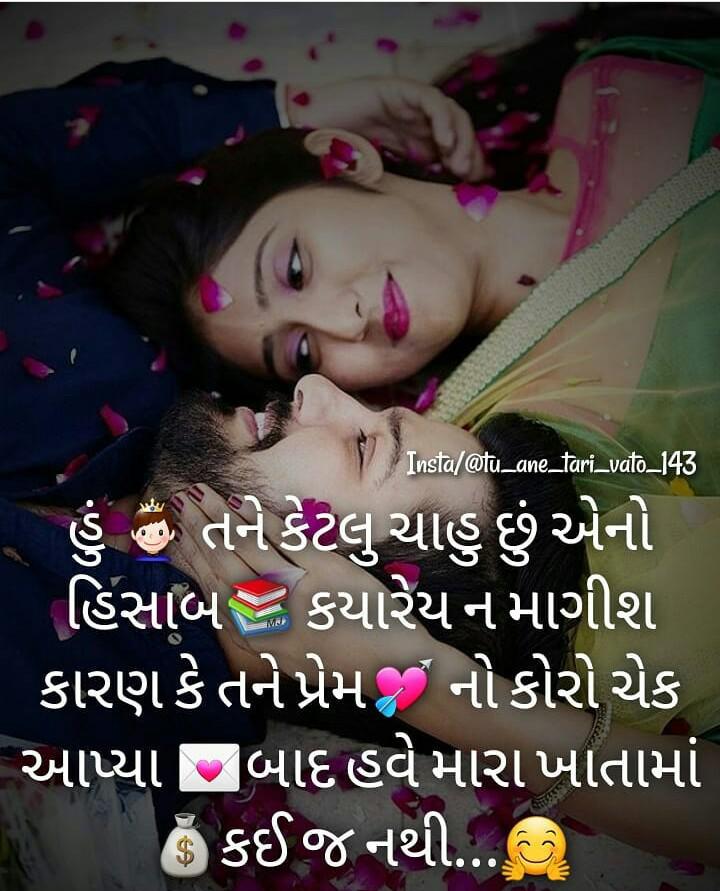 Insta/@tu_ane_tari_vato_143
હું 🤴 તને કેટલુ ચાહુ છું એનો
હિસાબ📚 કયારેય ન માગીશ
કારણ કે તને પ્રેમ💘 નો કોરો ચેક
આપ્યા 💌બાદ હવે મારા ખાતામાં
💰કઈ જ નથી...🤗